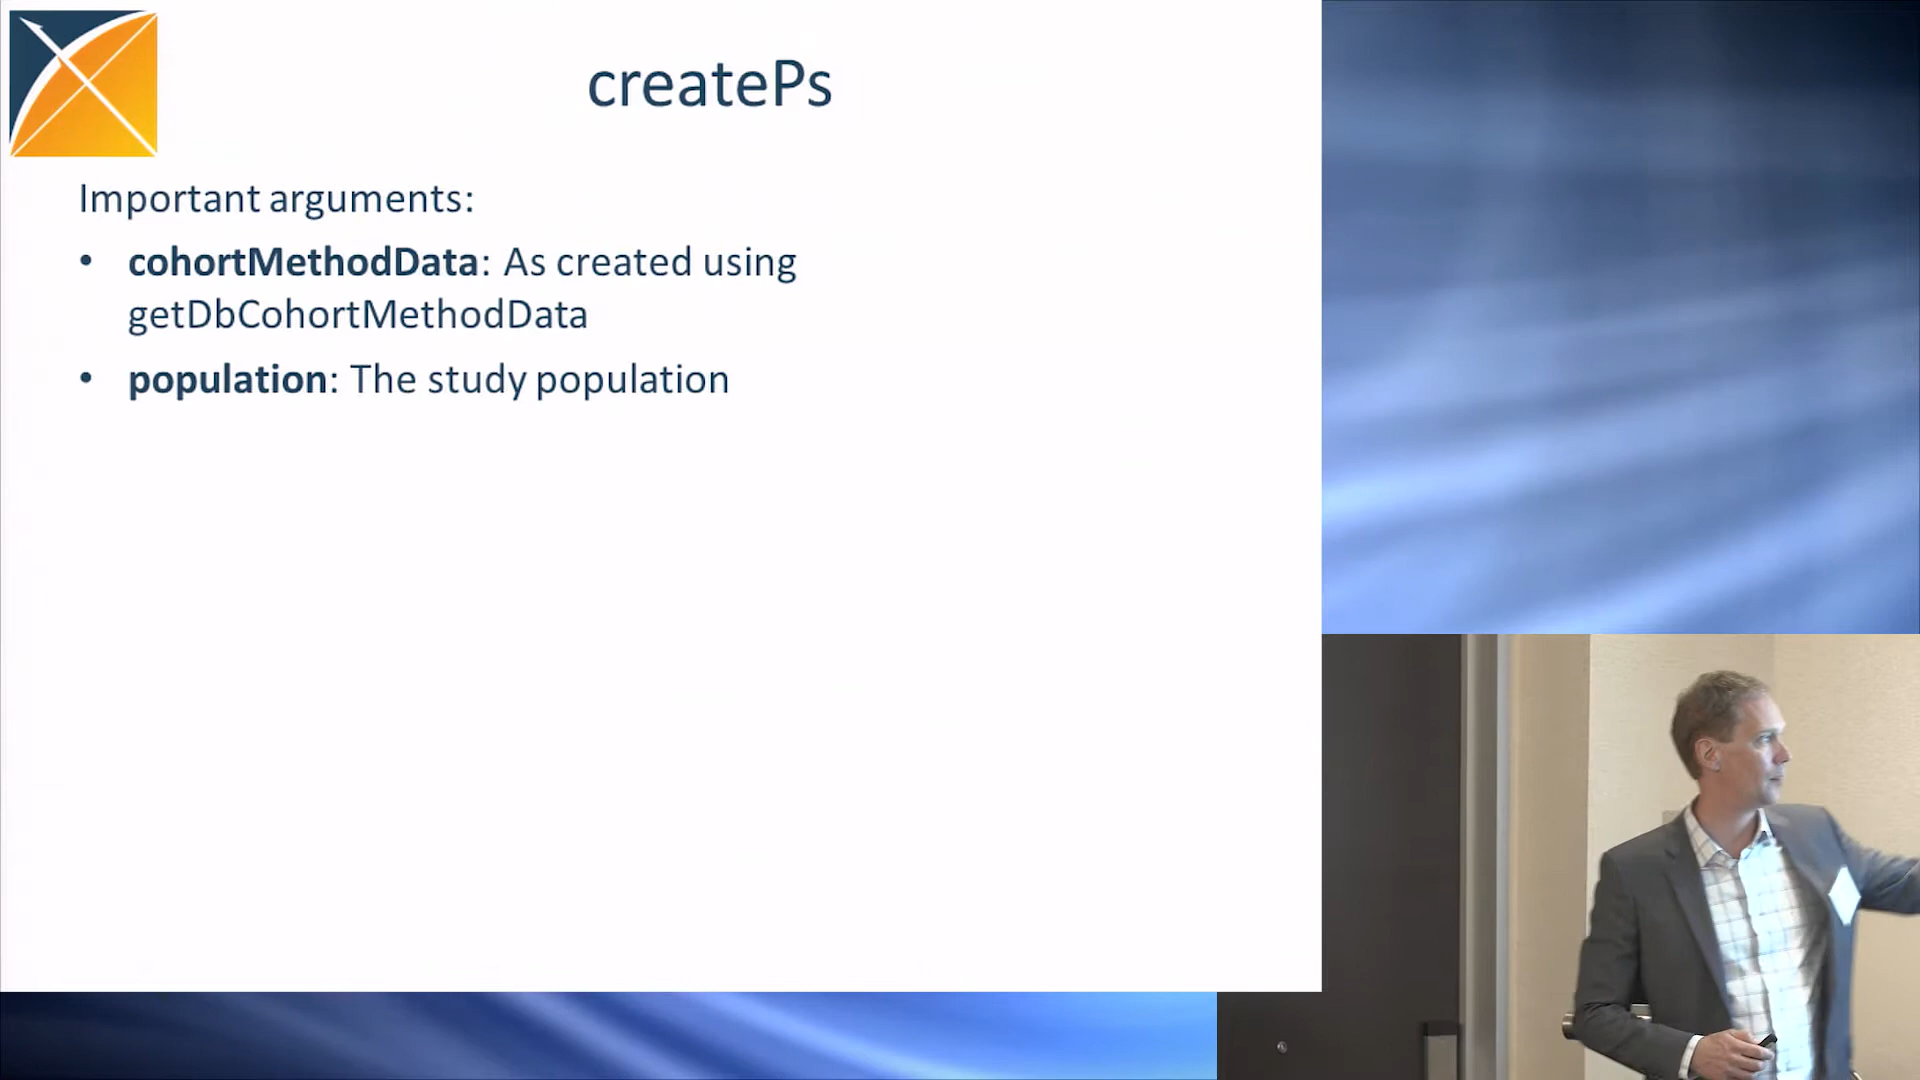 createPs
Important arguments:
• cohortMethodData: As created using
getDbCohortMethodData
• population: The study population